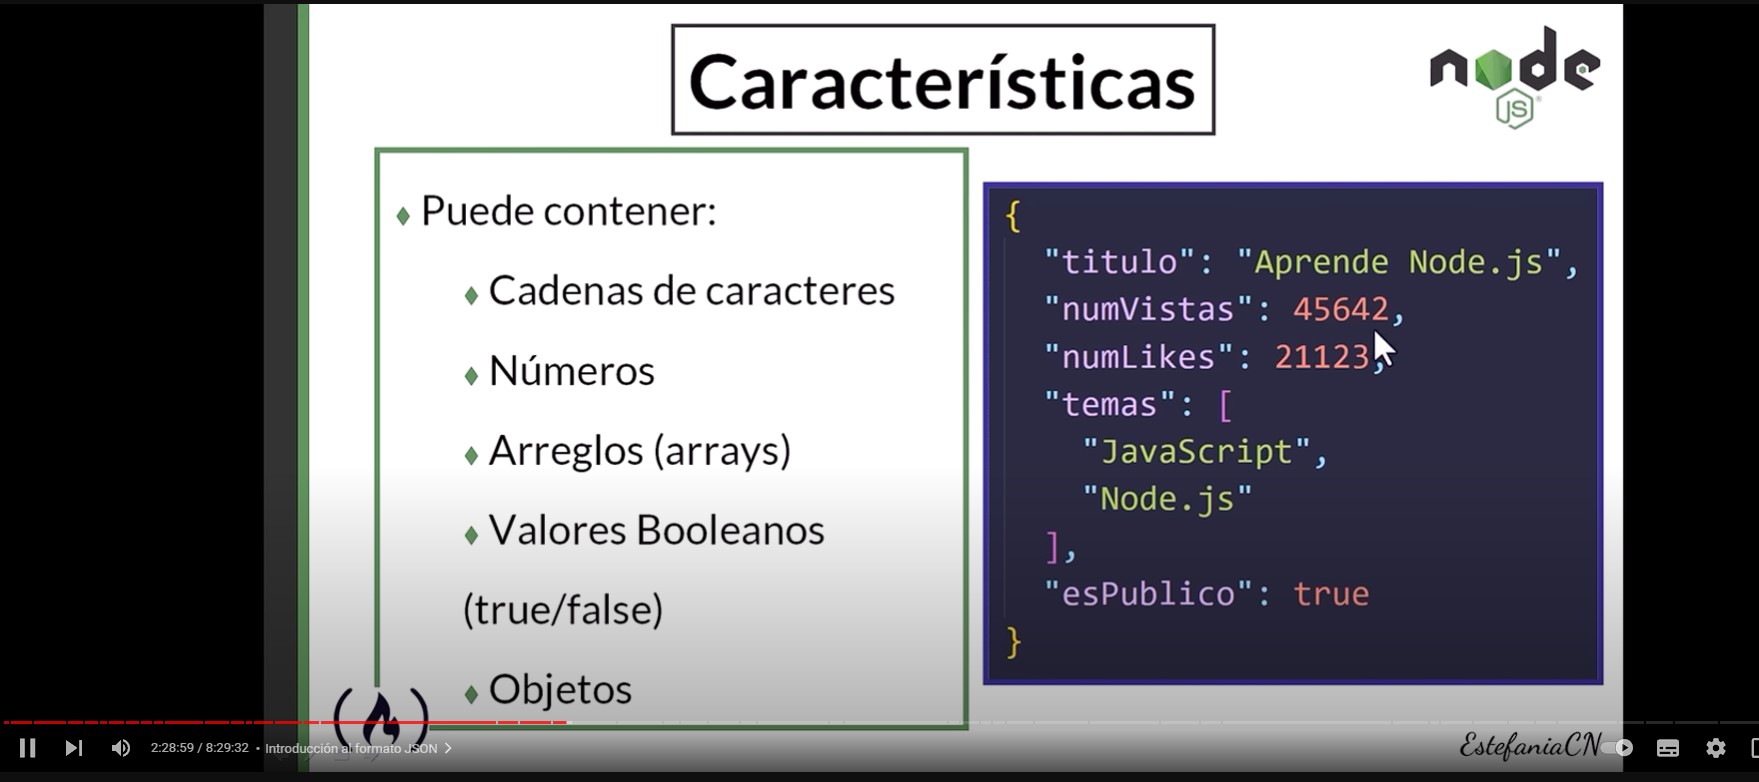 Características
node
JS
Puede contener:
Cadenas de caracteres
Números
Arreglos (arrays)
Valores Booleanos
(true/false)
Objetos
{
"titulo": "Aprende Node.js",
"numVistas": 45642,
"numLikes": 21123,
"temas": [
"JavaScript",
"Node.js"
],
"esPublico": true
}
2:28:59 / 8:29:32 • Introducción al formato JSON
EstefaniaCN